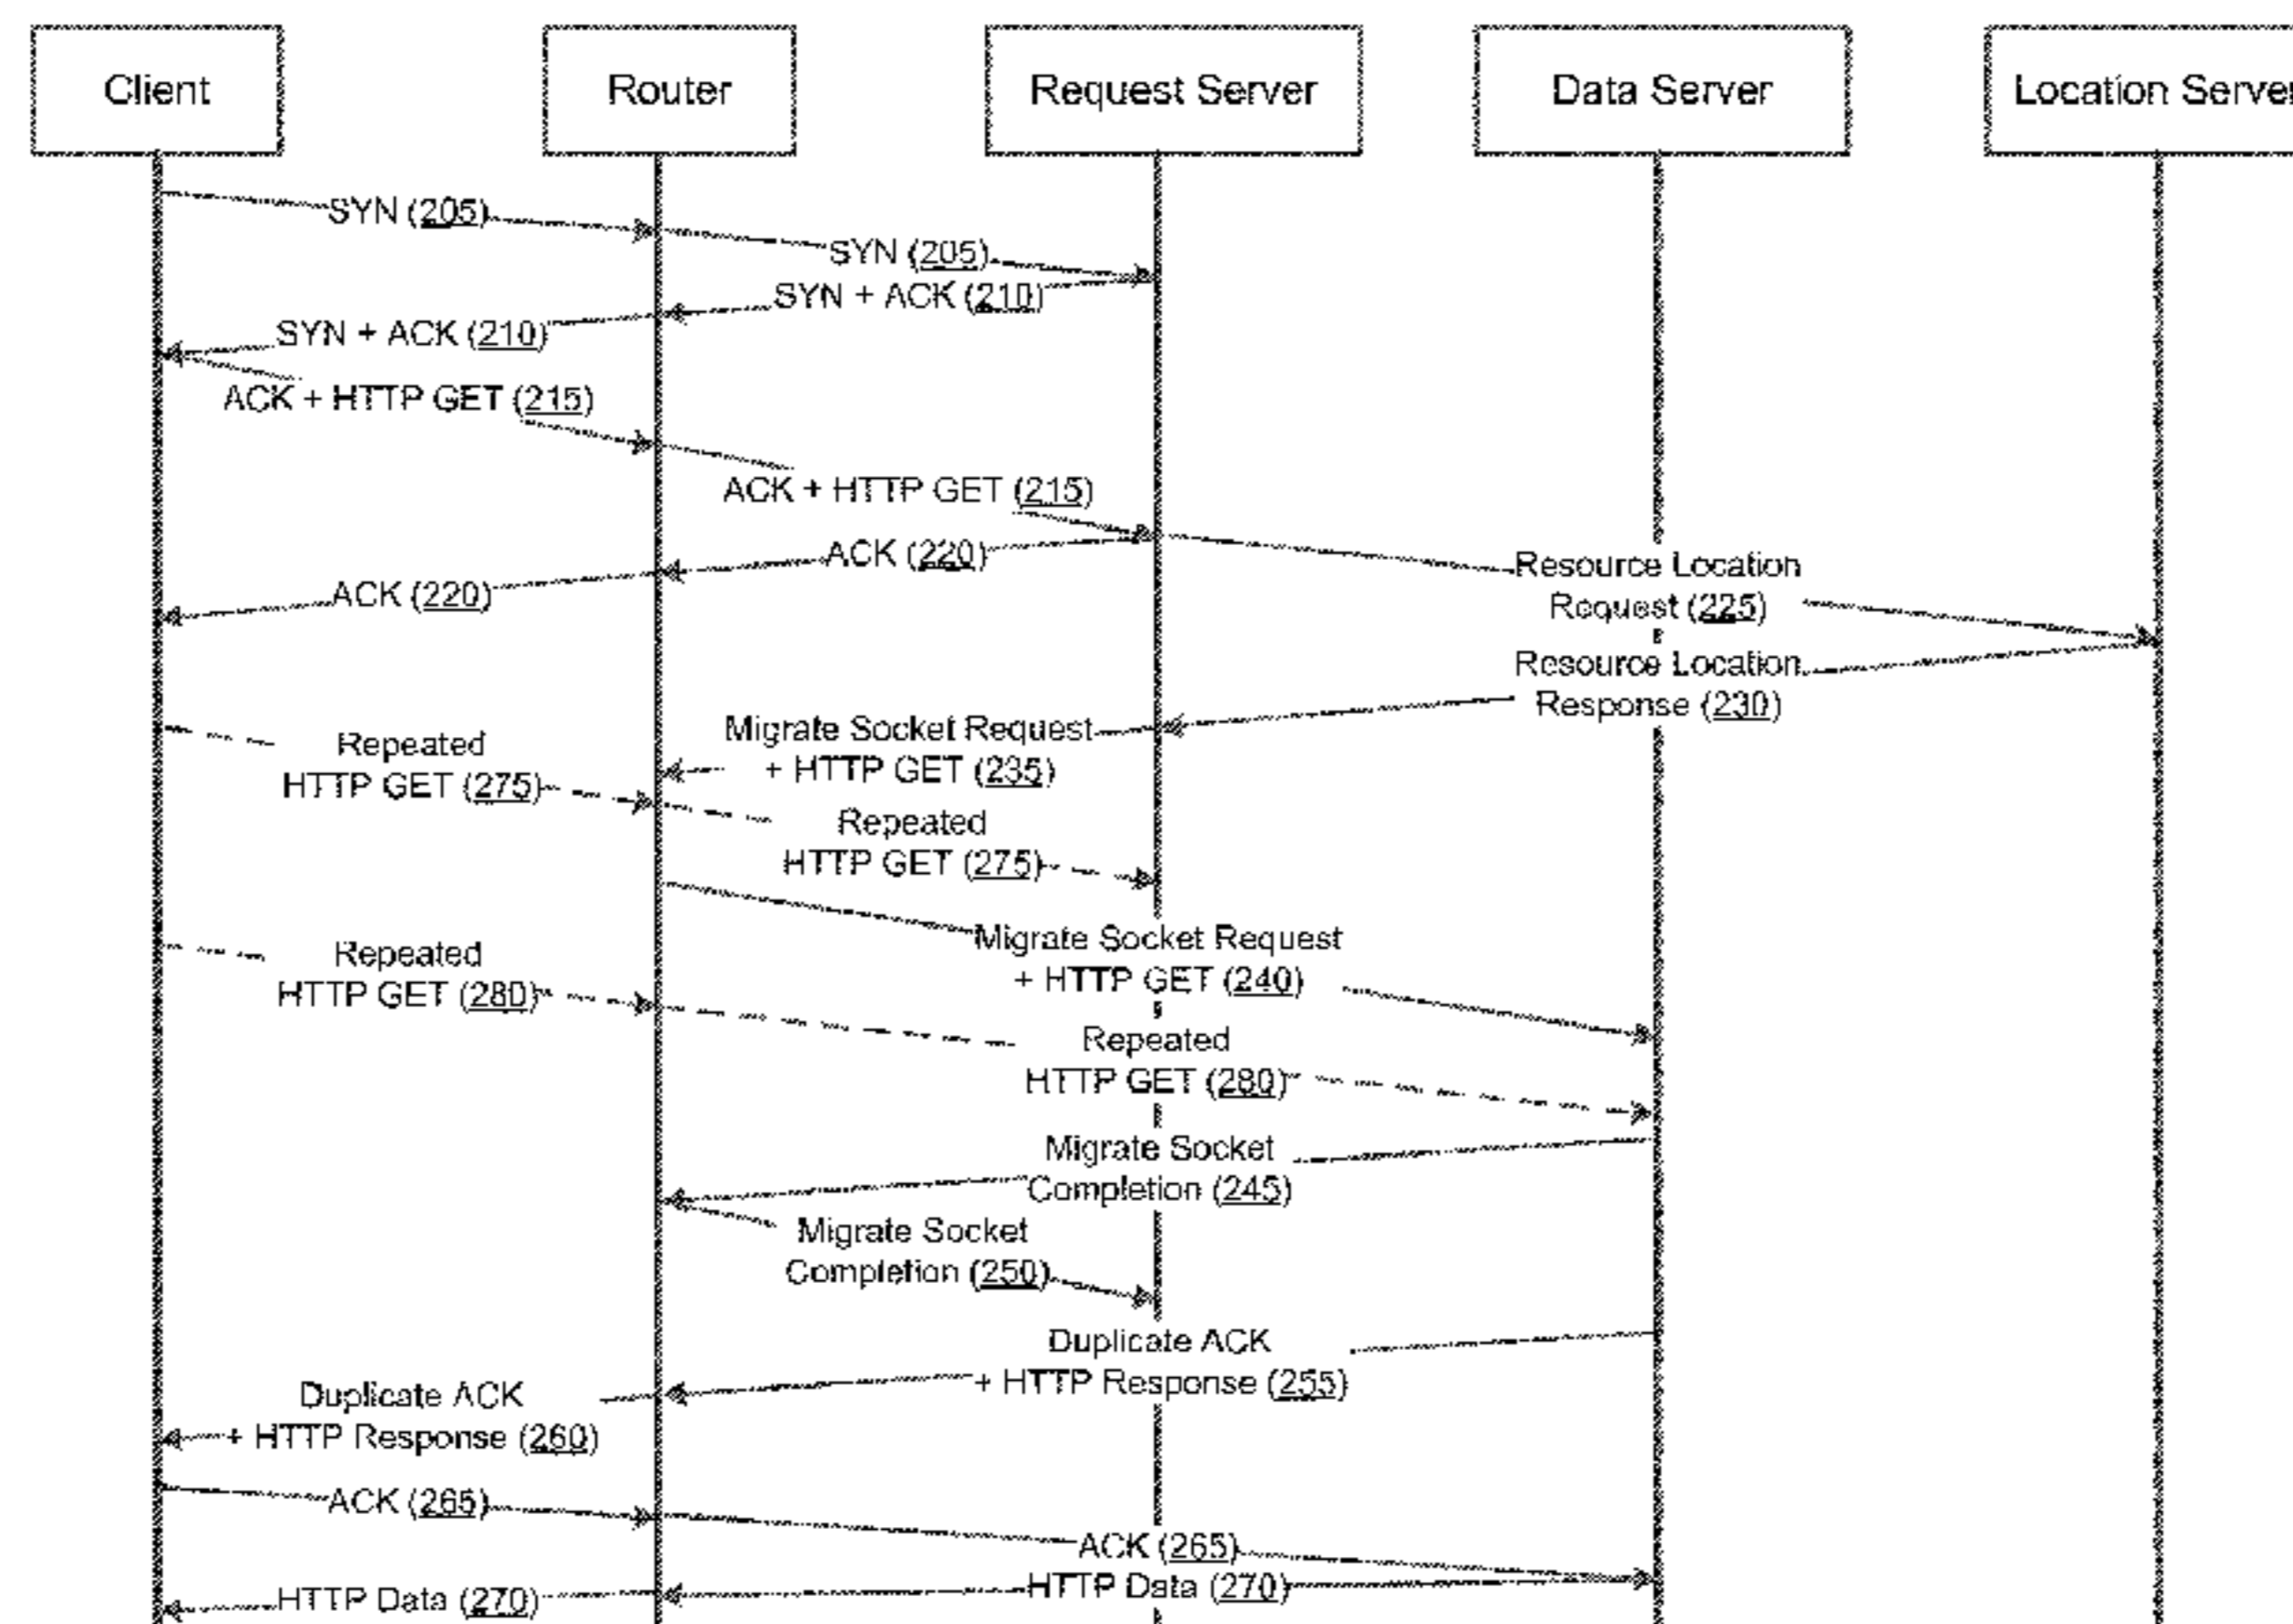 Client
Router
Request Server
Data Server
Location Server
SYN (205)
SYN (205)
SYN + ACK (210)
SYN + ACK (210)
ACK + HTTP GET (215)
ACK + HTTP GET (215)
ACK (220)
ACK (220)
Resource Location
Request (225)
Resource Location
Response (230)
Migrate Socket Request
+ HTTP GET (235)
Repeated
HTTP GET (275)
Repeated
HTTP GET (275)
Migrate Socket Request
+ HTTP GET (240)
Repeated
HTTP GET (280)
Repeated
HTTP GET (280)
Migrate Socket
Completion (245)
Migrate Socket
Completion (250)
Duplicate ACK
+ HTTP Response (255)
Duplicate ACK
+ HTTP Response (260)
ACK (265)
ACK (265)
HTTP Data (270)
HTTP Data (270)